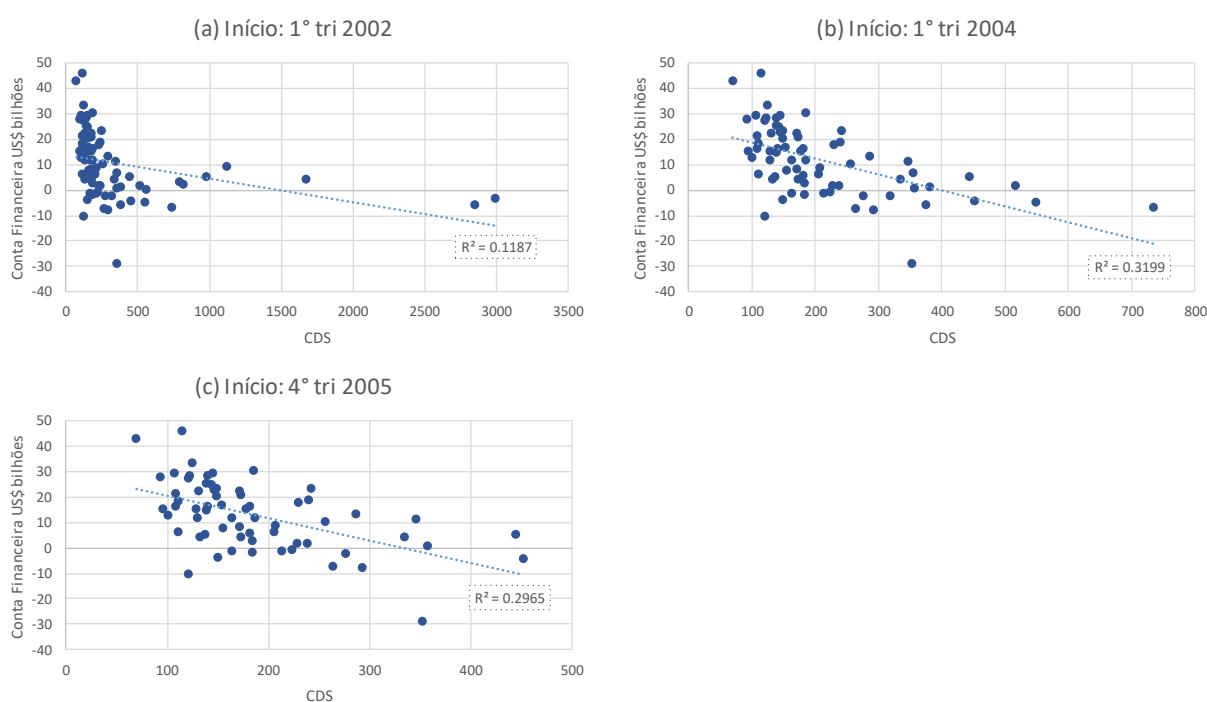 (a) Início: 1° tri 2002
Conta Financeira US$ bilhões
50
40
30
20
10
0
-10
-20
-30
-40
R² = 0.1187
0 500 1000 1500 2000 2500 3000 3500
CDS
(b) Início: 1° tri 2004
Conta Financeira US$ bilhões
50
40
30
20
10
0
-10
-20
-30
-40
R² = 0.3199
0 100 200 300 400 500 600 700 800
CDS
(c) Início: 4° tri 2005
Conta Financeira US$ bilhões
50
40
30
20
10
0
-10
-20
-30
-40
R² = 0.2965
0 100 200 300 400 500
CDS